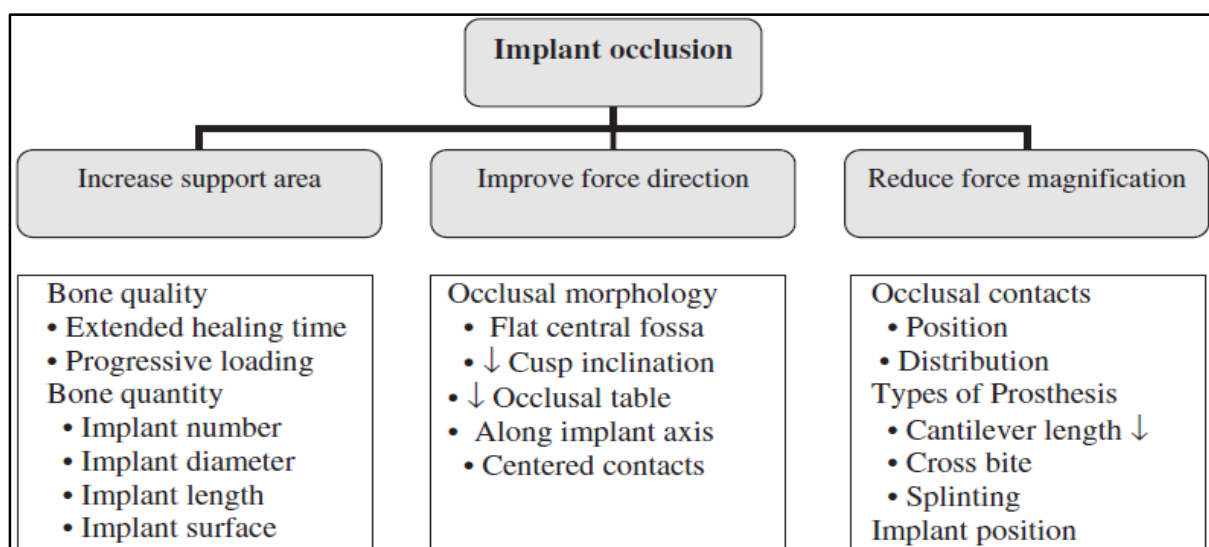 Implant occlusion
Increase support area
Improve force direction
Reduce force magnification
Bone quality
• Extended healing time
• Progressive loading
Bone quantity
• Implant number
• Implant diameter
• Implant length
• Implant surface
Occlusal morphology
• Flat central fossa
• ↓ Cusp inclination
• ↓ Occlusal table
• Along implant axis
• Centered contacts
Occlusal contacts
• Position
• Distribution
Types of Prosthesis
• Cantilever length ↓
• Cross bite
• Splinting
Implant position